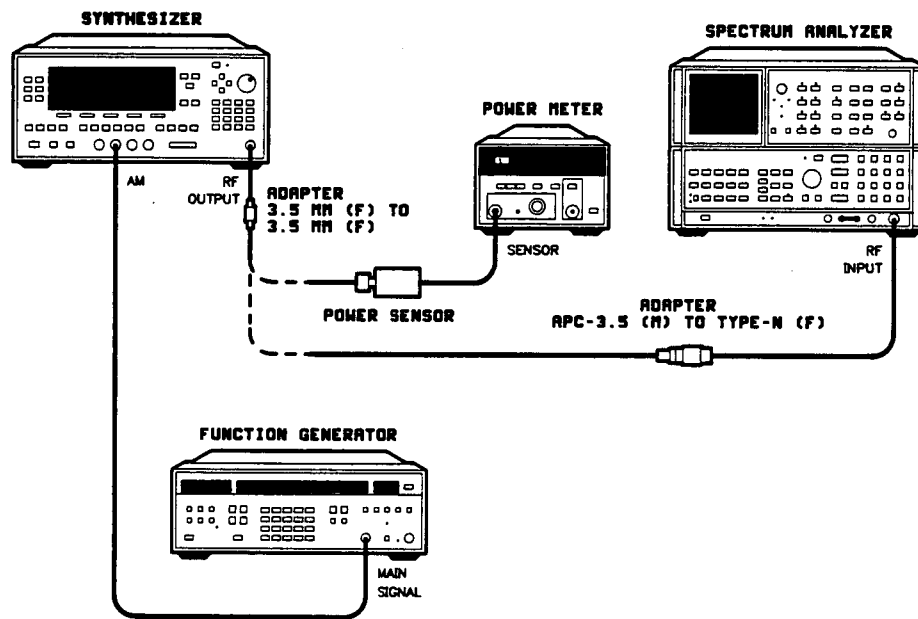 SYNTHESIZER
SPECTRUM ANALYZER
POWER METER
AM
RF
OUTPUT
ADAPTER
3.5 MM (F) TO
3.5 MM (F)
SENSOR
RF
INPUT
POWER SENSOR
ADAPTER
APC-3.5 (M) TO TYPE-N (F)
FUNCTION GENERATOR
MAIN
SIGNAL